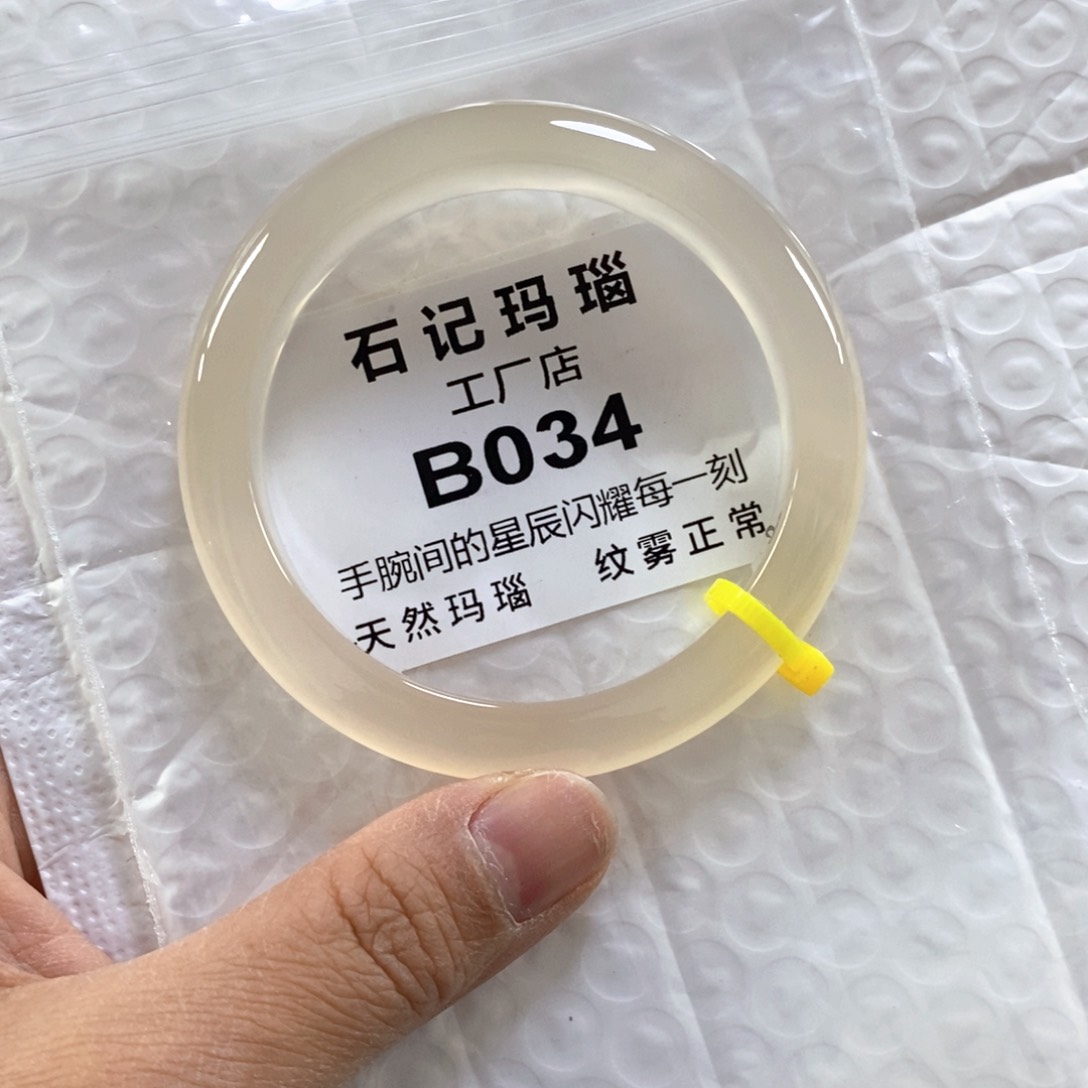 石记玛瑙
工厂店
B034
手腕间的星辰闪耀每一刻
天然玛瑙 纹雾正常。